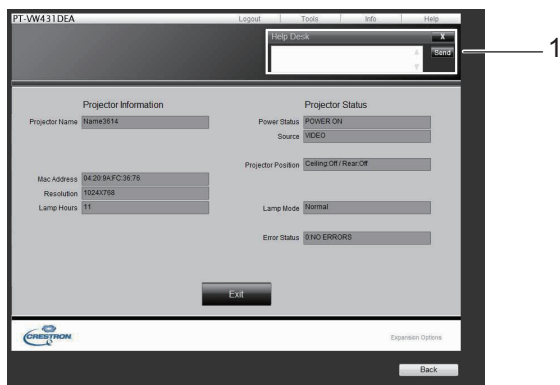 PT-VW431DEA
Logout Tools Info Help
Help Desk X
Send
1
Projector Information
Projector Name Name3614
Mac Address 04:20:9A:FC:36:76
Resolution 1024X768
Lamp Hours 11
Projector Status
Power Status POWER ON
Source VIDEO
Projector Position Ceiling:Off / Rear:Off
Lamp Mode Normal
Error Status 0:NO ERRORS
Exit
CRESTRON
Expansion Options
Back